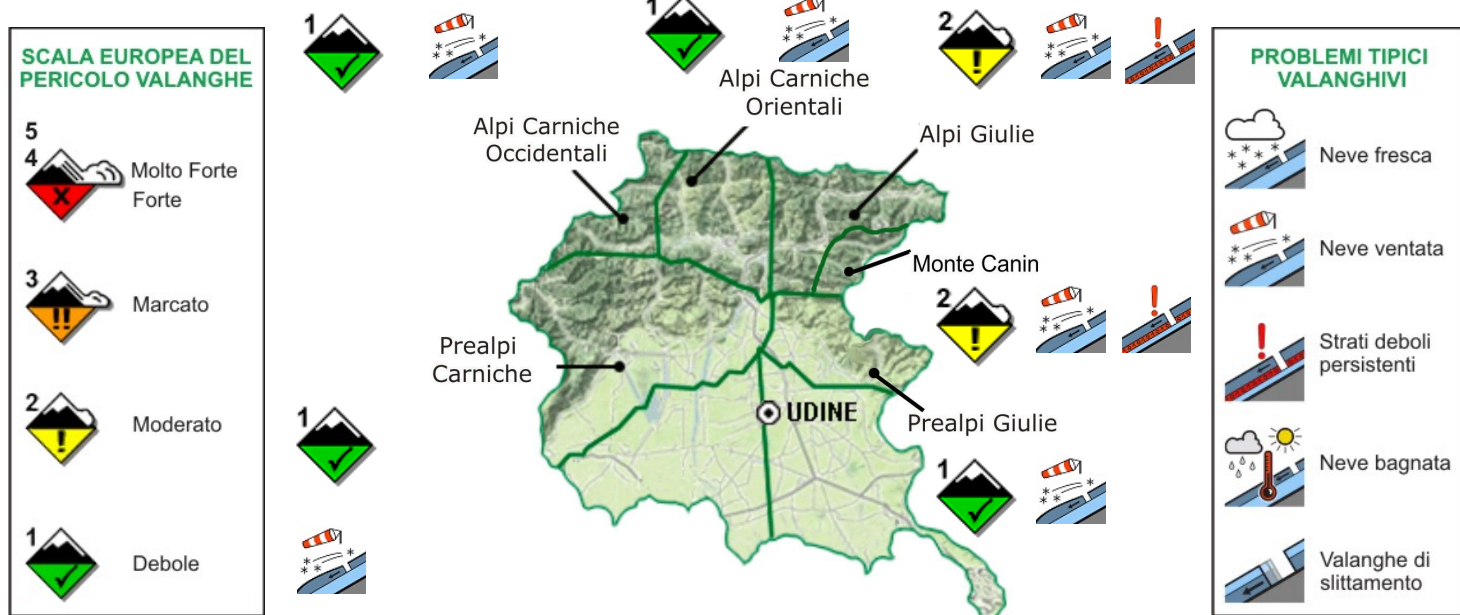 SCALA EUROPEA DEL
PERICOLO VALANGHE
5
4
Molto Forte
Forte
3
Marcato
2
Moderato
1
Debole
1
1
2
Alpi Carniche
Orientali
Alpi Carniche
Occidentali
Alpi Giulie
Monte Canin
2
Prealpi
Carniche
1
UDINE
Prealpi Giulie
1
PROBLEMI TIPICI
VALANGHIVI
Neve fresca
Neve ventata
Strati deboli
persistenti
Neve bagnata
Valanghe di
slittamento